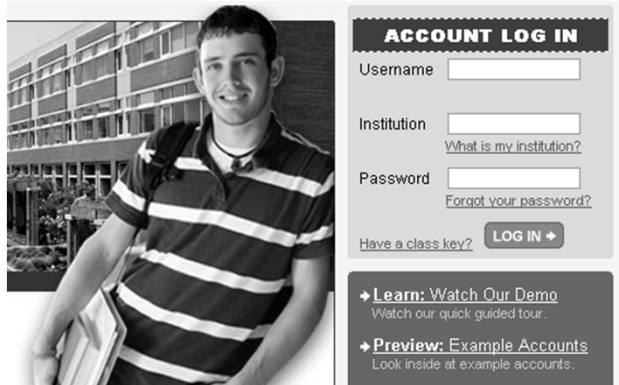 ACCOUNT LOG IN
Username
Institution
What is my institution?
Password
Forgot your password?
Have a class key?
LOG IN
Learn: Watch Our Demo
Watch our quick guided tour.
Preview: Example Accounts
Look inside at example accounts.